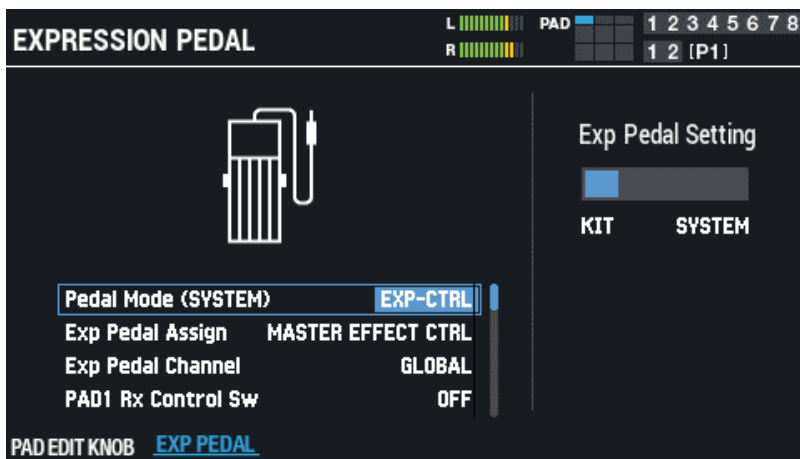 EXPRESSION PEDAL
L
R
PAD
1 2 3 4 5 6 7 8
1 2 [P1]
Exp Pedal Setting
KIT SYSTEM
Pedal Mode (SYSTEM) EXP-CTRL
Exp Pedal Assign MASTER EFFECT CTRL
Exp Pedal Channel GLOBAL
PAD1 Rx Control Sw OFF
PAD EDIT KNOB EXP PEDAL